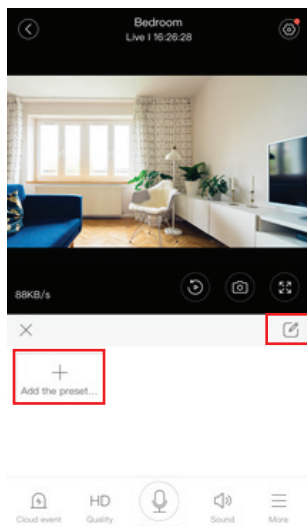 Bedroom
Live I 16:26:28
88KB/s
Add the preset...
HD
Cloud event
Quality
Sound
More